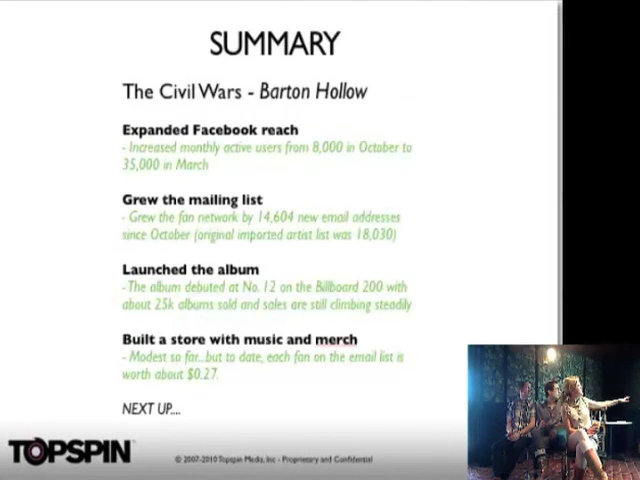 SUMMARY
The Civil Wars - Barton Hollow
Expanded Facebook reach
- Increased monthly active users from 8,000 in October to
35,000 in March
Grew the mailing list
- Grew the fan network by 14,604 new email addresses
since October (original imported artist list was 18,030)
Launched the album
- The album debuted at No. 12 on the Billboard 200 with
about 25k albums sold and sales are still climbing steadily
Built a store with music and merch
- Modest so far...but to date, each fan on the email list is
worth about $0.27.
NEXT UP....
TOPSPIN
© 2007-2010 Topspin Media, Inc - Proprietary and Confidential